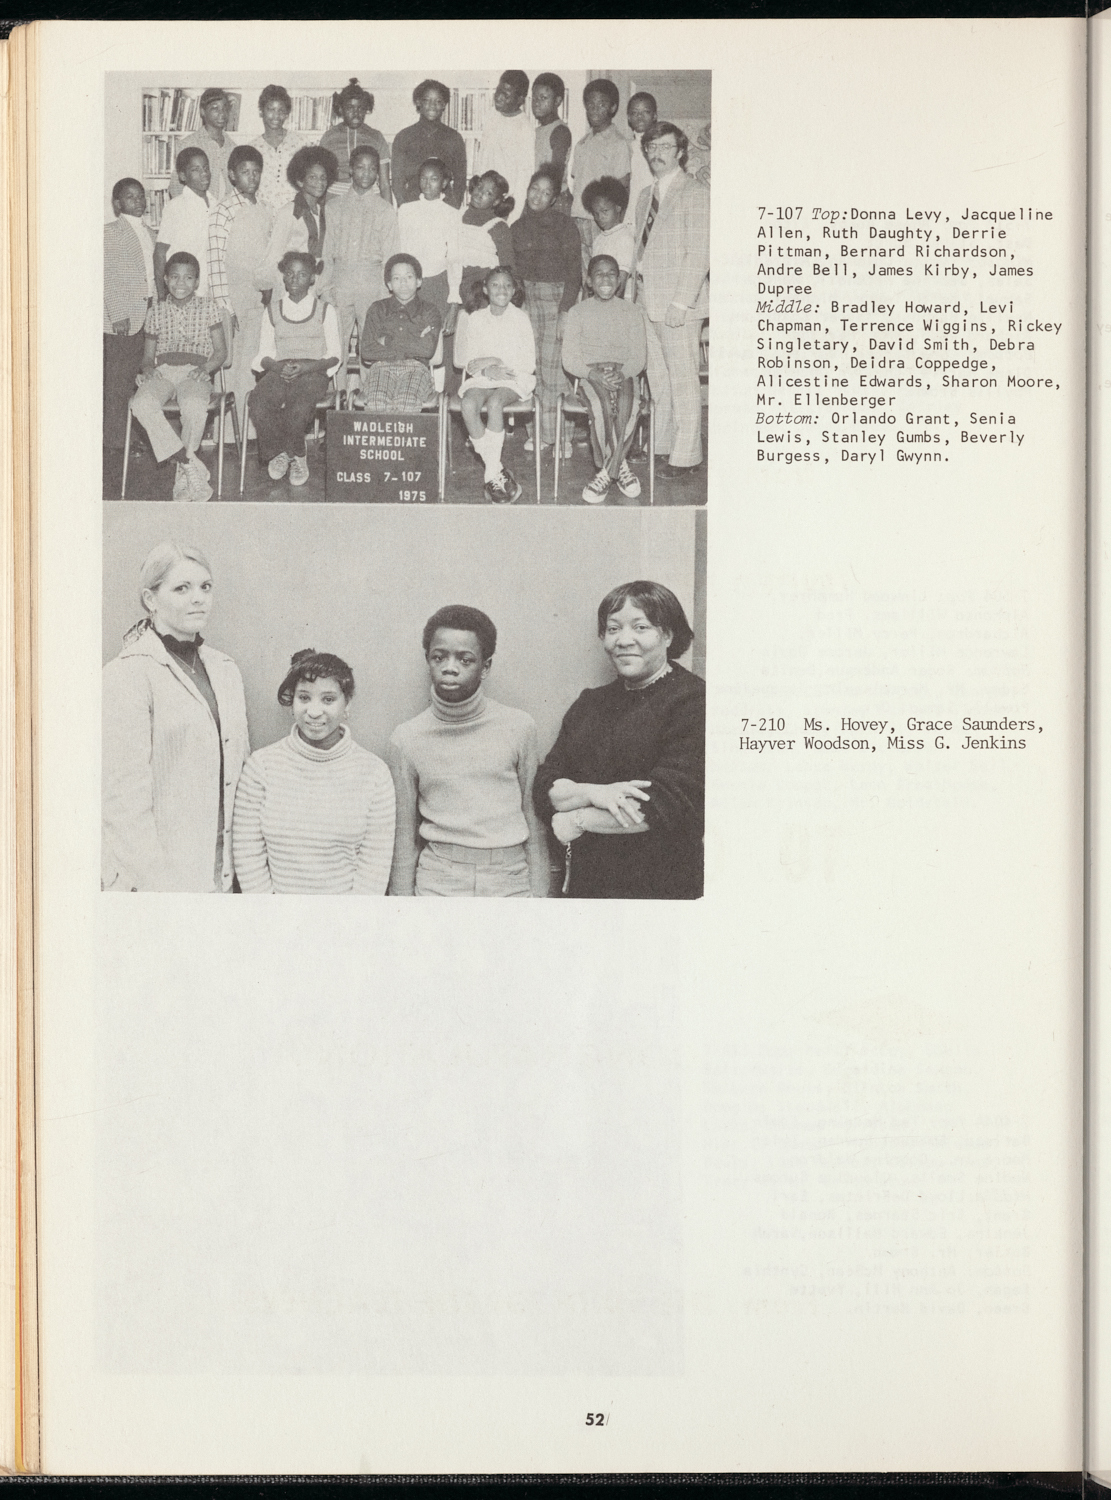 WADLEIGH
INTERMEDIATE
SCHOOL
CLASS 7-107
1975
7-107 Top:Donna Levy, Jacqueline
Allen, Ruth Daughty, Derrie
Pittman, Bernard Richardson,
Andre Bell, James Kirby, James
Dupree
Middle: Bradley Howard, Levi
Chapman, Terrence Wiggins, Rickey
Singletary, David Smith, Debra
Robinson, Deidra Coppedge,
Alicestine Edwards, Sharon Moore,
Mr. Ellenberger
Bottom: Orlando Grant, Senia
Lewis, Stanley Gumbs, Beverly
Burgess, Daryl Gwynn.
7-210 Ms. Hovey, Grace Saunders,
Hayver Woodson, Miss G. Jenkins
52